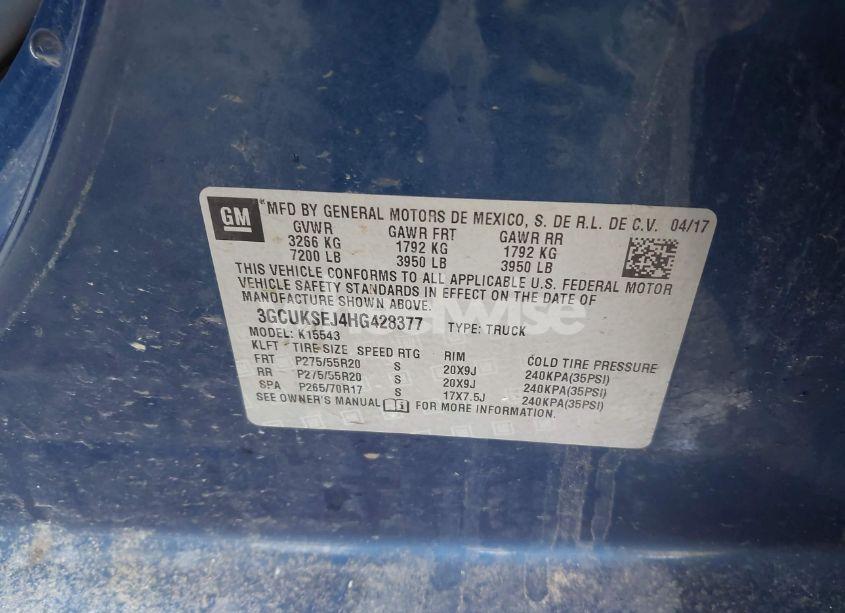 GM
® MFD BY GENERAL MOTORS DE MEXICO, S. DE R.L. DE C.V. 04/17
GVWR GAWR FRT GAWR RR
3266 KG 1792 KG 1792 KG
7200 LB 3950 LB 3950 LB
THIS VEHICLE CONFORMS TO ALL APPLICABLE U.S. FEDERAL MOTOR
VEHICLE SAFETY STANDARDS IN EFFECT ON THE DATE OF
MANUFACTURE SHOWN ABOVE.
3GCUKSEJ4HG428377 TYPE: TRUCK
MODEL: K15543
KLFT TIRE SIZE SPEED RTG RIM COLD TIRE PRESSURE
FRT P275/55R20 S 20X9J 240KPA(35PSI)
RR P275/55R20 S 20X9J 240KPA(35PSI)
SPA P265/70R17 S 17X7.5J 240KPA(35PSI)
SEE OWNER'S MANUAL FOR MORE INFORMATION.